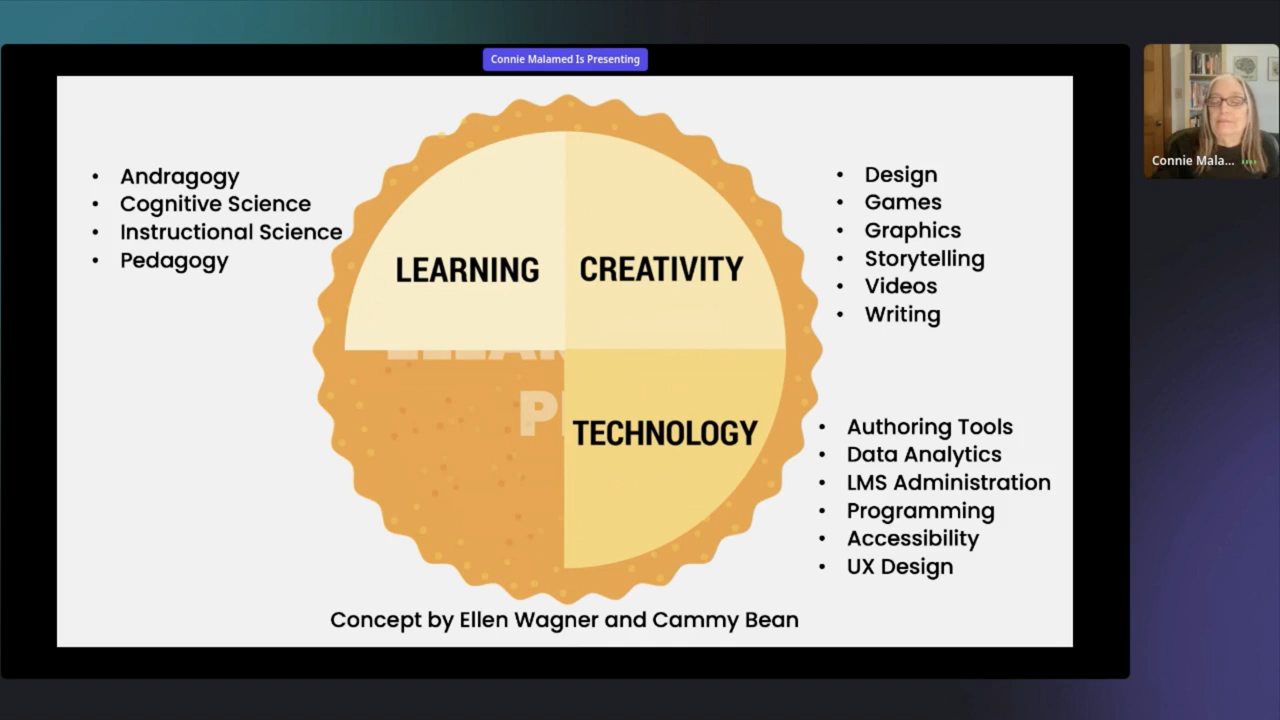 Connie Malamed Is Presenting
• Andragogy
• Cognitive Science
• Instructional Science
• Pedagogy
LEARNING
CREATIVITY
• Design
• Games
• Graphics
• Storytelling
• Videos
• Writing
TECHNOLOGY
• Authoring Tools
• Data Analytics
• LMS Administration
• Programming
• Accessibility
• UX Design
Concept by Ellen Wagner and Cammy Bean
Connie Mala...